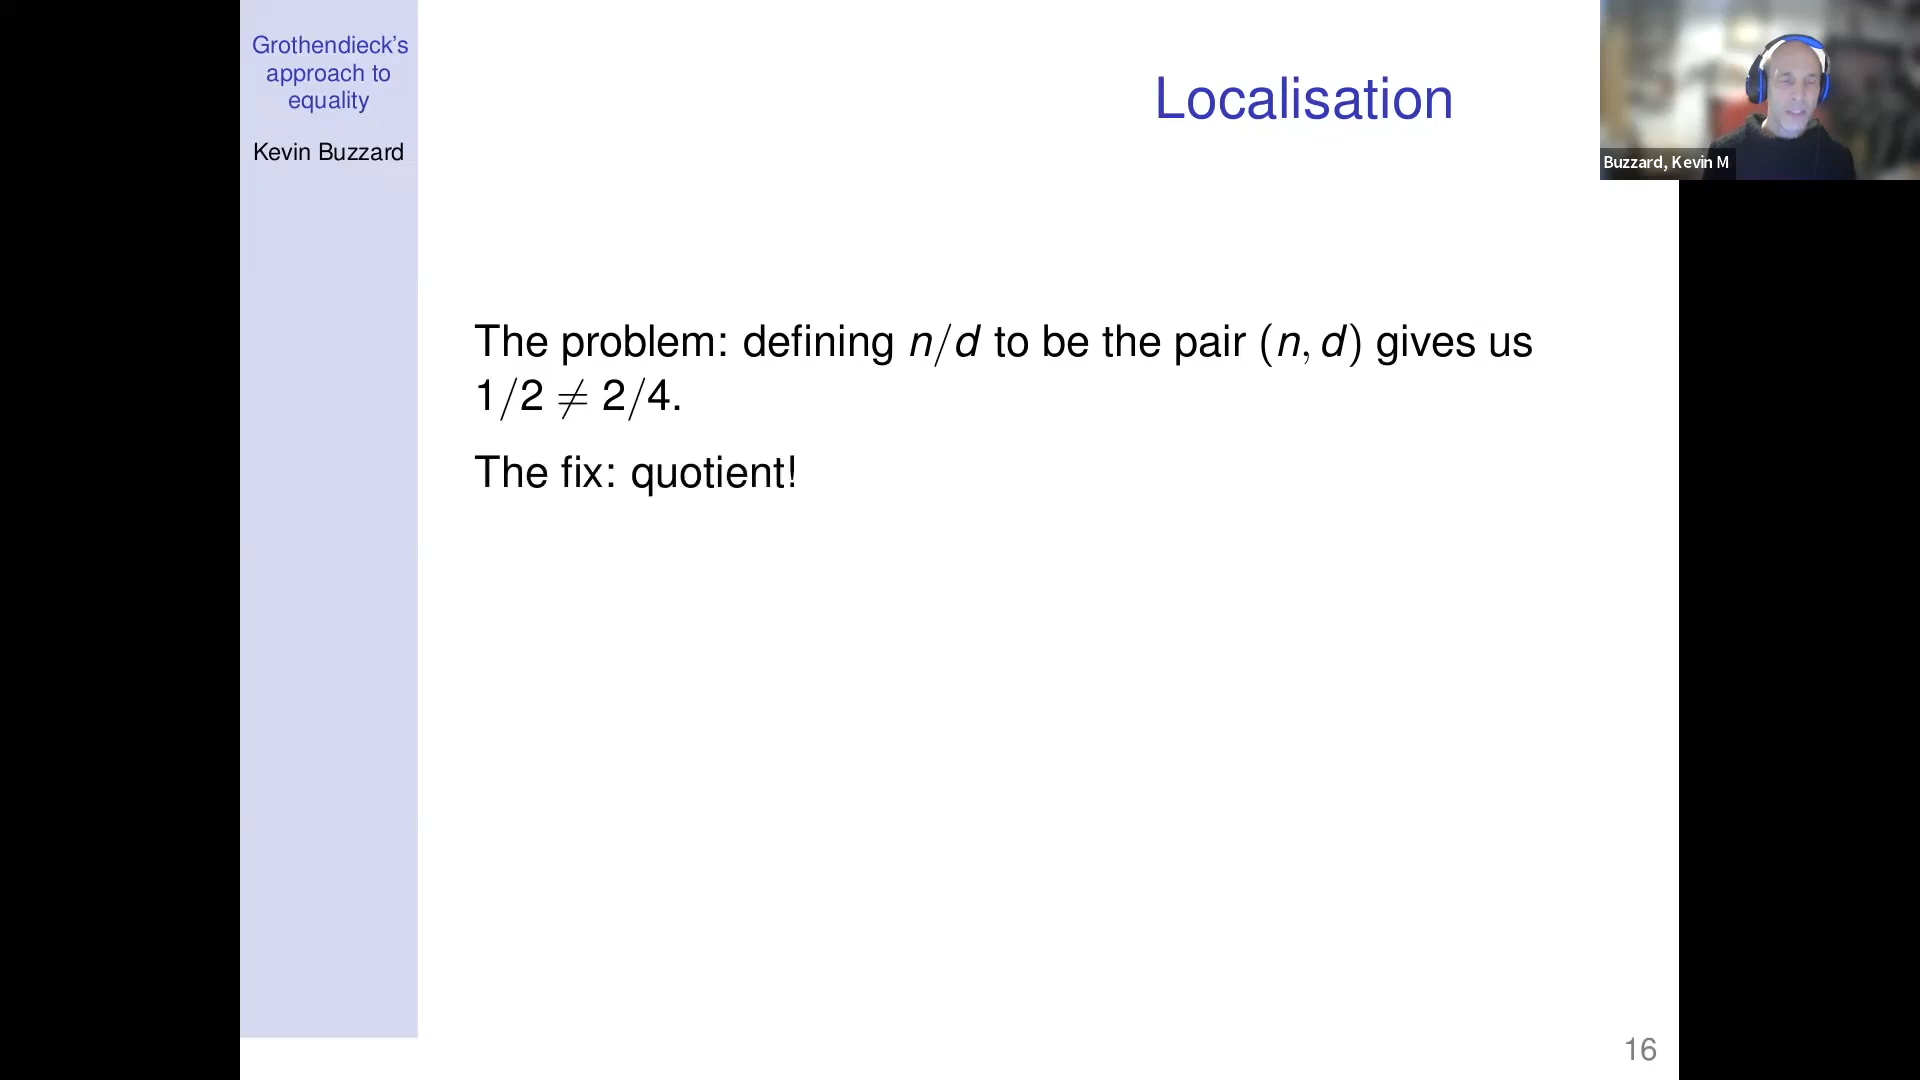 Grothendieck's
approach to
equality
Kevin Buzzard
Localisation
Buzzard, Kevin M
The problem: defining n/d to be the pair (n, d) gives us
1/2 ≠ 2/4.
The fix: quotient!
16